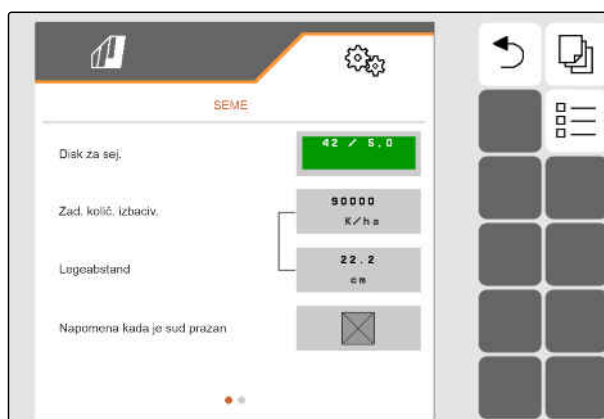 SEME
Disk za sej.
42 / 5,0
Zad. količ. izbaciv.
90000
K/ha
Legeabstand
22.2
cm
Napomena kada je sud prazan